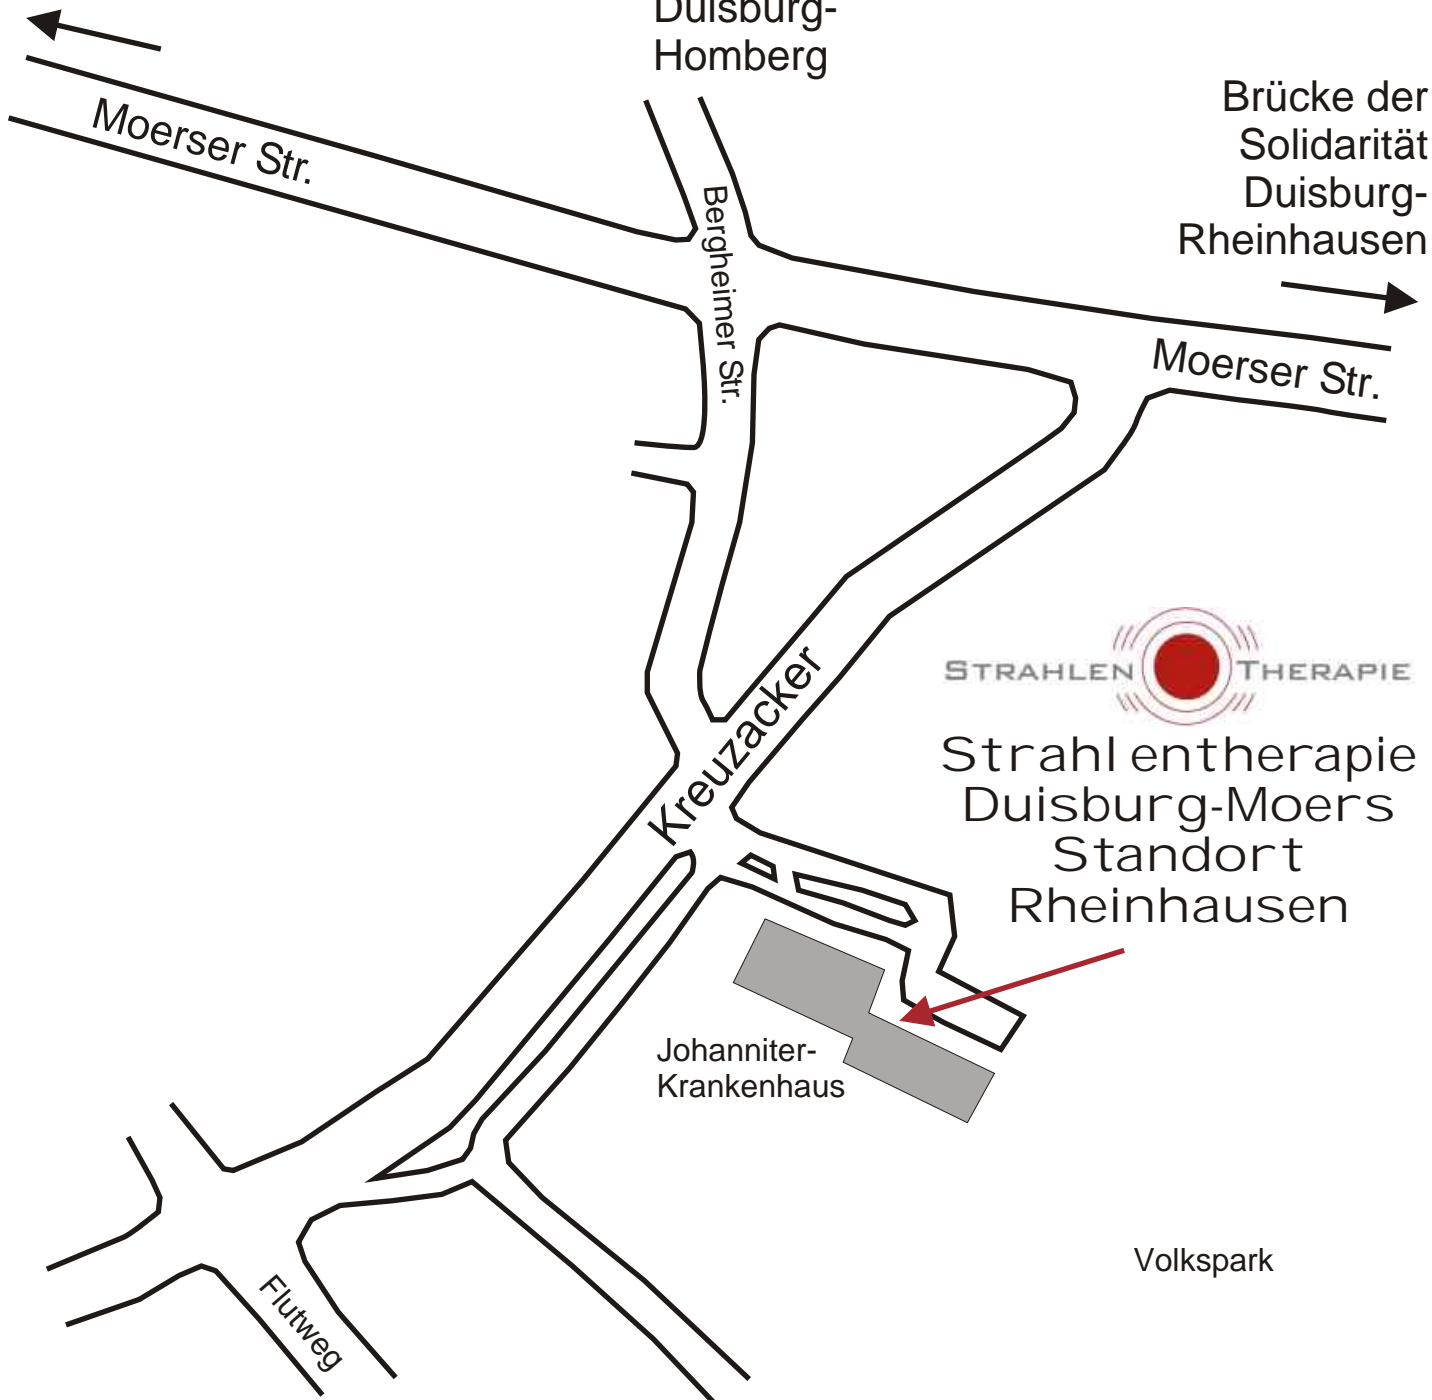 Duisburg-
Homberg
Brücke der
Solidarität
Duisburg-
Rheinhausen
Moerser Str.
Bergheimer Str.
Moerser Str.
Kreuzacker
STRAHLEN THERAPIE
Strahlentherapie
Duisburg-Moers
Standort
Rheinhausen
Johanniter-
Krankenhaus
Volkspark
Flutweg